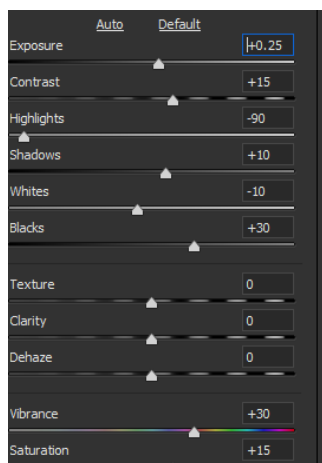 Auto Default
Exposure +0.25
Contrast +15
Highlights -90
Shadows +10
Whites -10
Blacks +30
Texture 0
Clarity 0
Dehaze 0
Vibrance +30
Saturation +15